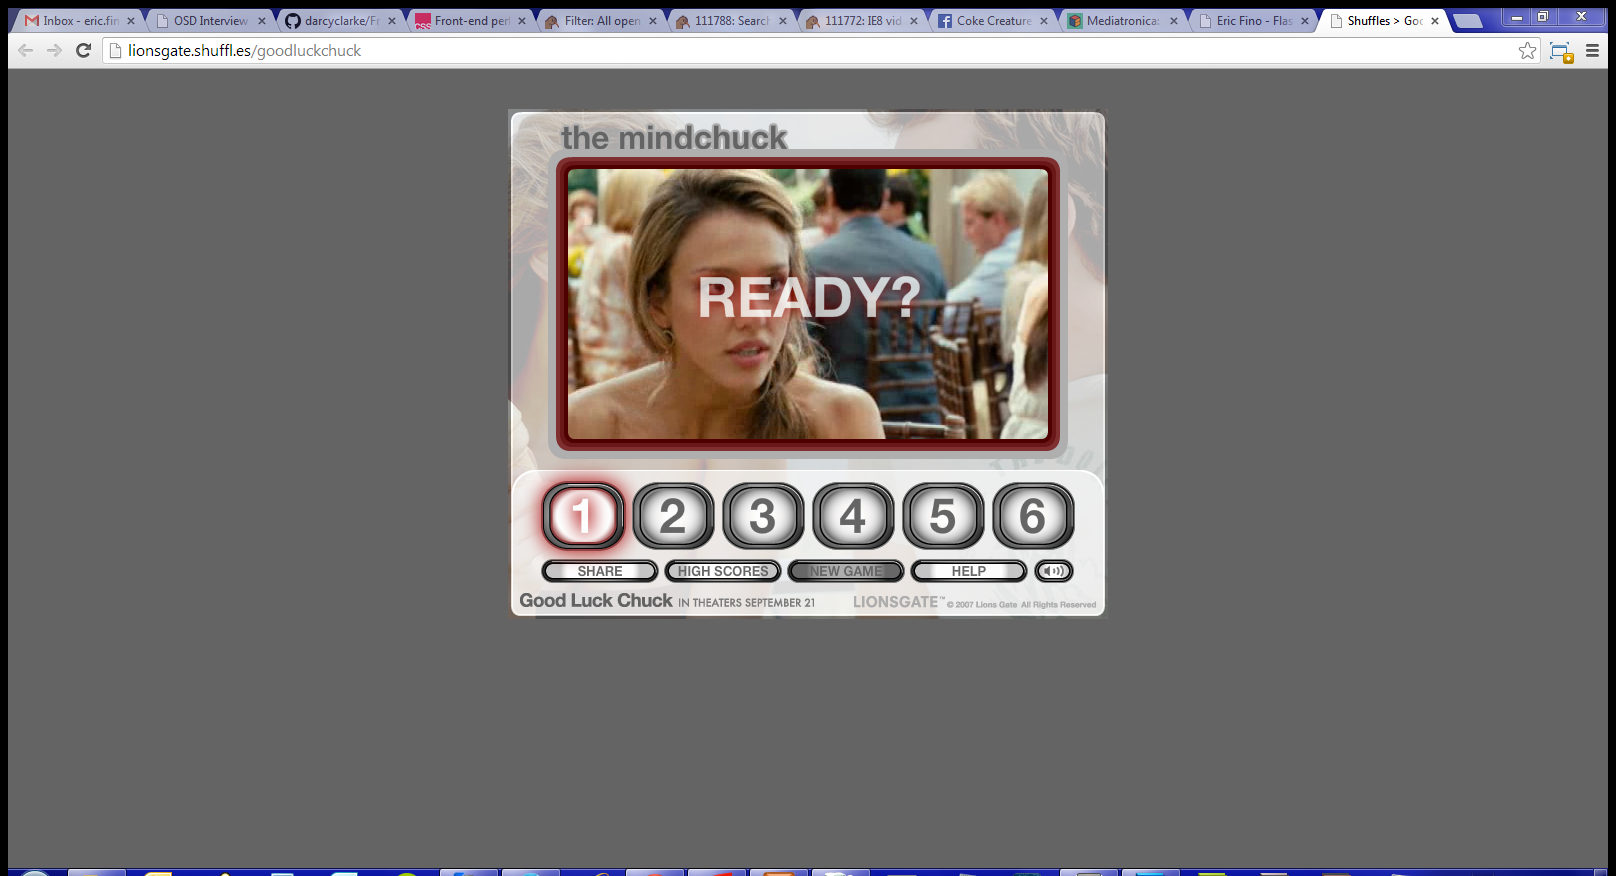 Inbox - eric.fin
OSD Interview
darcyclarke/Fr
Front-end per
Filter: All open
111788: Search
111772: IE8 vid
Coke Creature
Mediatronica:
Eric Fino - Flas
Shuffles > Goo
lionsgate.shuffl.es/goodluckchuck
the mindchuck
READY?
1 2 3 4 5 6
SHARE HIGH SCORES NEW GAME HELP
Good Luck Chuck IN THEATERS SEPTEMBER 21 LIONSGATE™ © 2007 Lions Gate All Rights Reserved